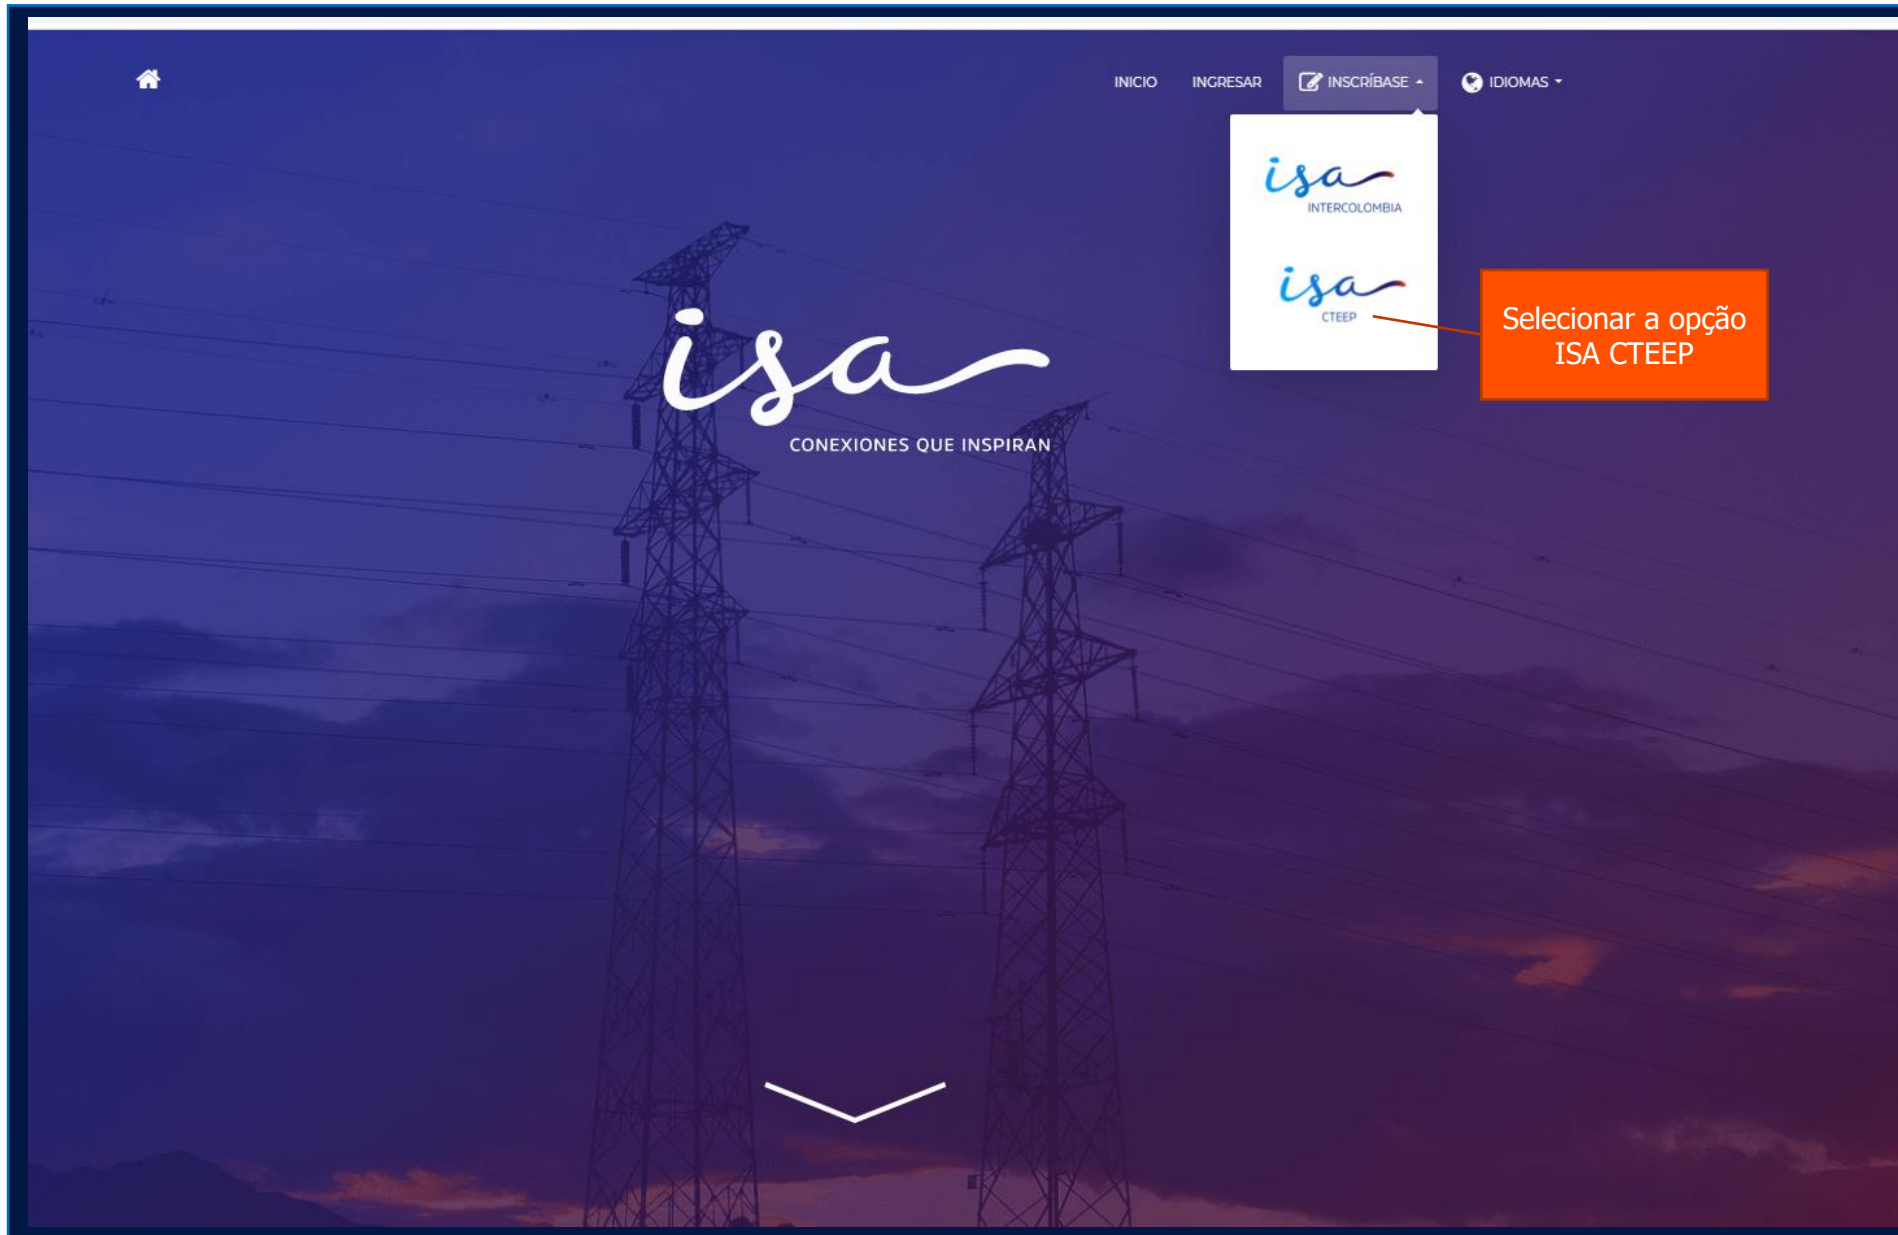 INICIO INGRESAR INSCRÍBASE IDIOMAS
isa
INTERCOLOMBIA
isa
CTEEP
Selecionar a opção
ISA CTEEP
isa
CONEXIONES QUE INSPIRAN